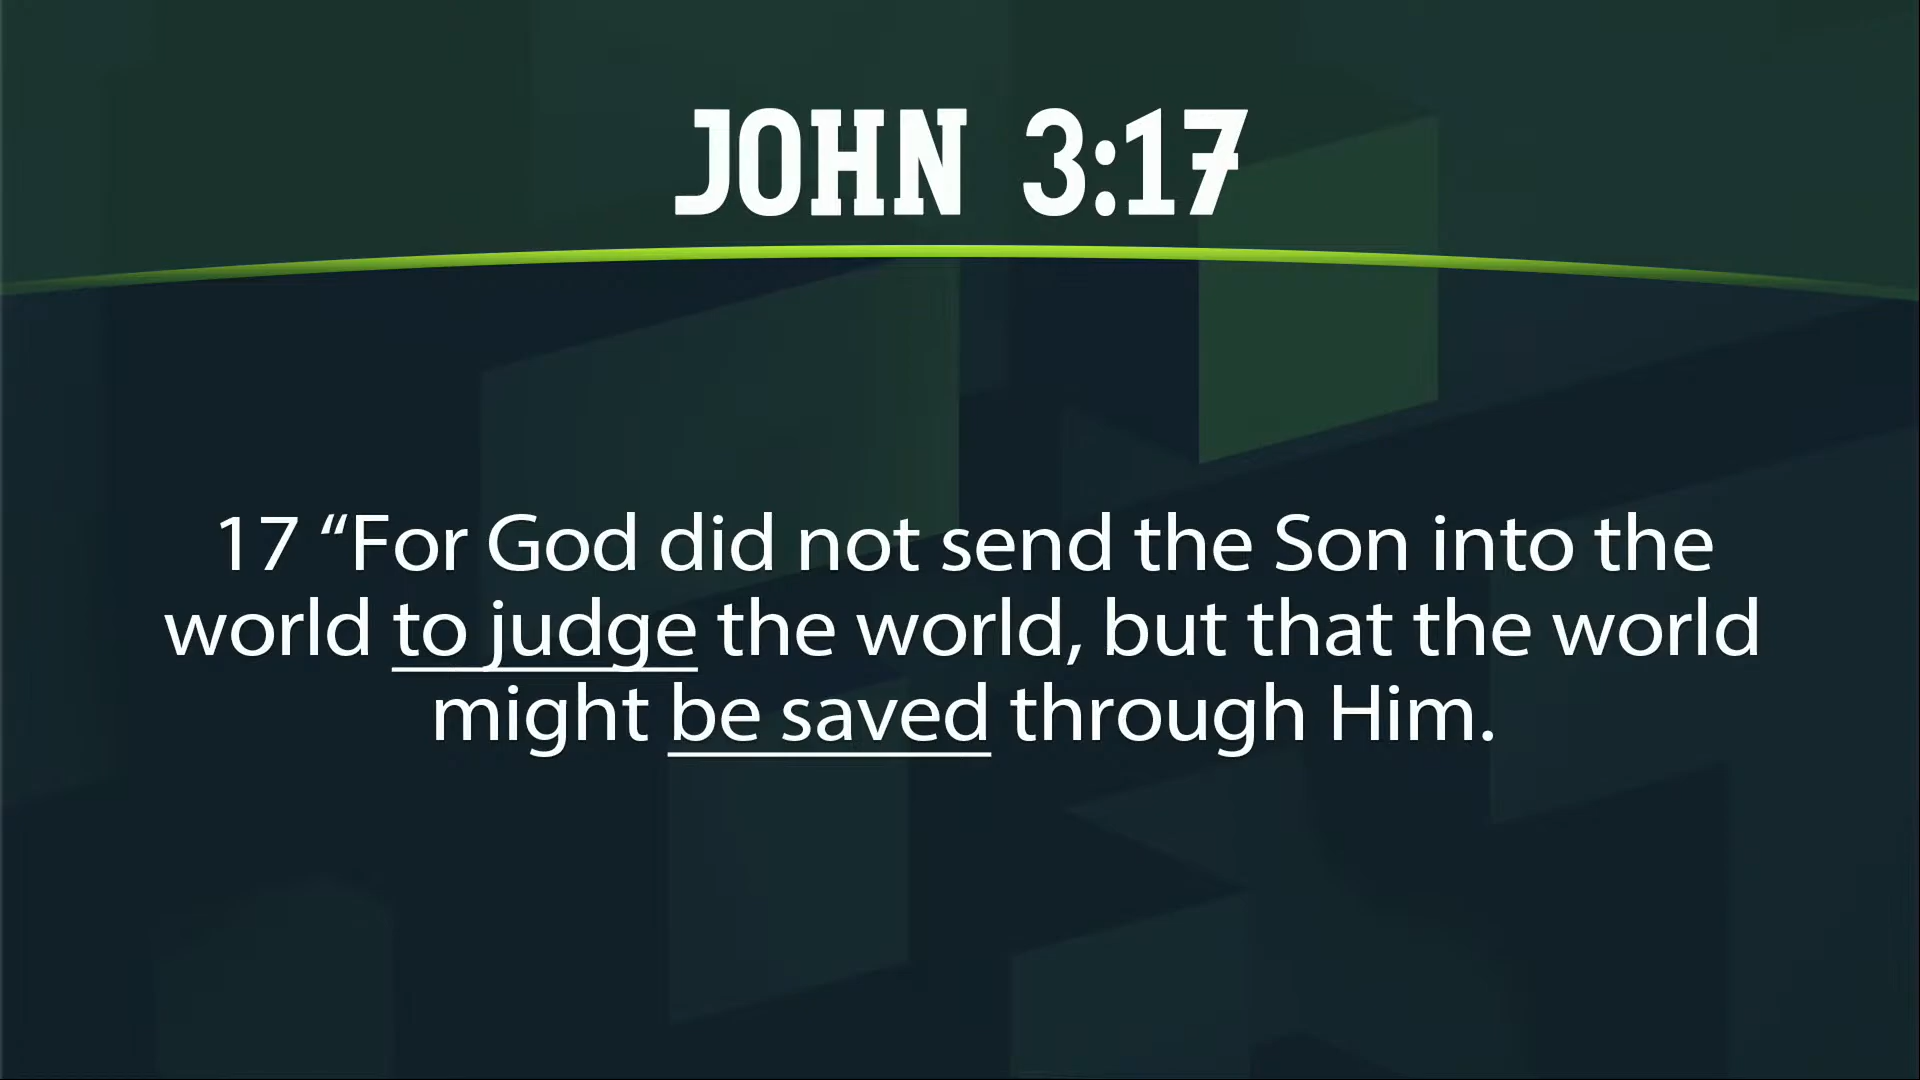 JOHN 3:17
17 “For God did not send the Son into the
world to judge the world, but that the world
might be saved through Him.